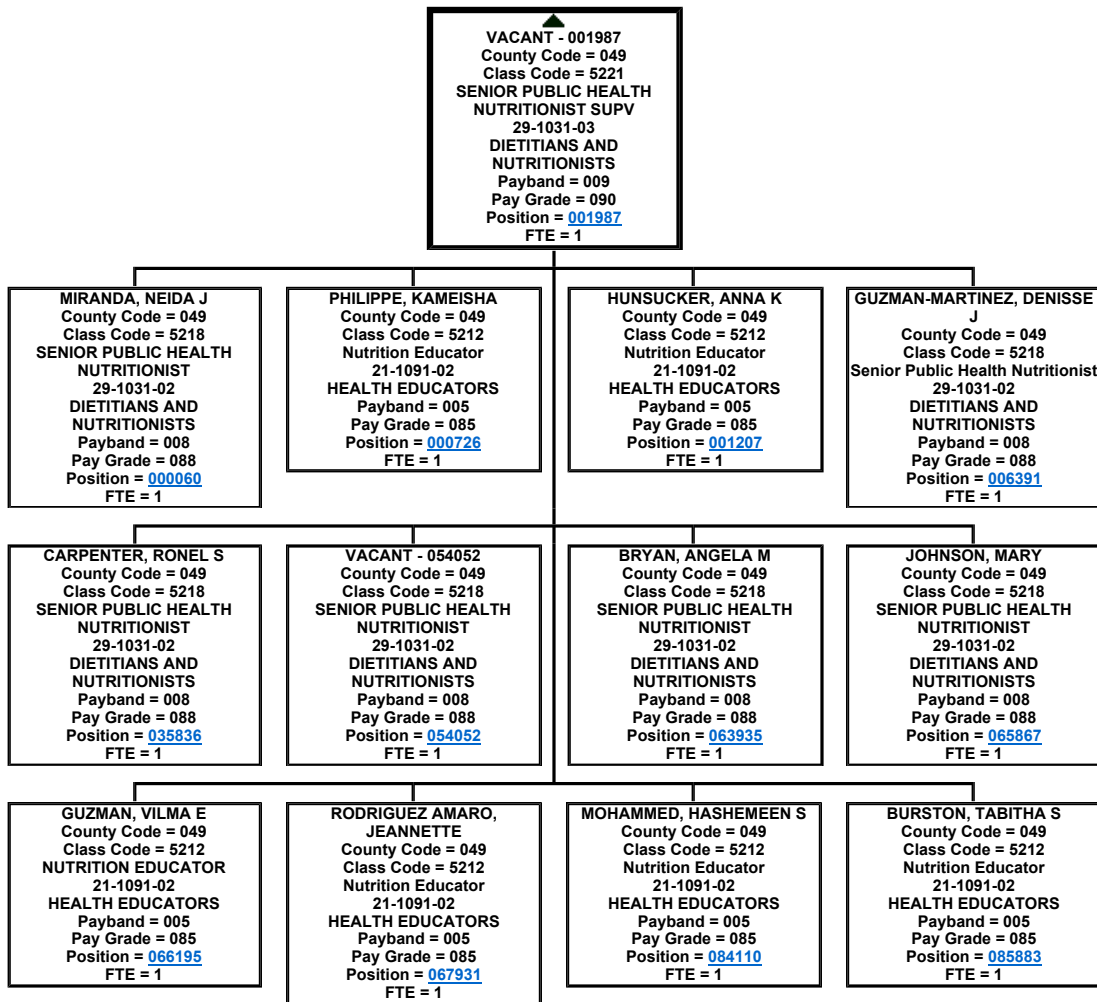 VACANT - 001987
County Code = 049
Class Code = 5221
SENIOR PUBLIC HEALTH
NUTRITIONIST SUPV
29-1031-03
DIETITIANS AND
NUTRITIONISTS
Payband = 009
Pay Grade = 090
Position = 001987
FTE = 1
MIRANDA, NEIDA J
County Code = 049
Class Code = 5218
SENIOR PUBLIC HEALTH
NUTRITIONIST
29-1031-02
DIETITIANS AND
NUTRITIONISTS
Payband = 008
Pay Grade = 088
Position = 000060
FTE = 1
PHILIPPE, KAMEISHA
County Code = 049
Class Code = 5212
Nutrition Educator
21-1091-02
HEALTH EDUCATORS
Payband = 005
Pay Grade = 085
Position = 000726
FTE = 1
HUNSUCKER, ANNA K
County Code = 049
Class Code = 5212
Nutrition Educator
21-1091-02
HEALTH EDUCATORS
Payband = 005
Pay Grade = 085
Position = 001207
FTE = 1
GUZMAN-MARTINEZ, DENISSE
J
County Code = 049
Class Code = 5218
Senior Public Health Nutritionist
29-1031-02
DIETITIANS AND
NUTRITIONISTS
Payband = 008
Pay Grade = 088
Position = 006391
FTE = 1
CARPENTER, RONEL S
County Code = 049
Class Code = 5218
SENIOR PUBLIC HEALTH
NUTRITIONIST
29-1031-02
DIETITIANS AND
NUTRITIONISTS
Payband = 008
Pay Grade = 088
Position = 035836
FTE = 1
VACANT - 054052
County Code = 049
Class Code = 5218
SENIOR PUBLIC HEALTH
NUTRITIONIST
29-1031-02
DIETITIANS AND
NUTRITIONISTS
Payband = 008
Pay Grade = 088
Position = 054052
FTE = 1
BRYAN, ANGELA M
County Code = 049
Class Code = 5218
SENIOR PUBLIC HEALTH
NUTRITIONIST
29-1031-02
DIETITIANS AND
NUTRITIONISTS
Payband = 008
Pay Grade = 088
Position = 063935
FTE = 1
JOHNSON, MARY
County Code = 049
Class Code = 5218
SENIOR PUBLIC HEALTH
NUTRITIONIST
29-1031-02
DIETITIANS AND
NUTRITIONISTS
Payband = 008
Pay Grade = 088
Position = 065867
FTE = 1
GUZMAN, VILMA E
County Code = 049
Class Code = 5212
NUTRITION EDUCATOR
21-1091-02
HEALTH EDUCATORS
Payband = 005
Pay Grade = 085
Position = 066195
FTE = 1
RODRIGUEZ AMARO,
JEANNETTE
County Code = 049
Class Code = 5212
Nutrition Educator
21-1091-02
HEALTH EDUCATORS
Payband = 005
Pay Grade = 085
Position = 067931
FTE = 1
MOHAMMED, HASHEMEEN S
County Code = 049
Class Code = 5212
Nutrition Educator
21-1091-02
HEALTH EDUCATORS
Payband = 005
Pay Grade = 085
Position = 084110
FTE = 1
BURSTON, TABITHA S
County Code = 049
Class Code = 5212
Nutrition Educator
21-1091-02
HEALTH EDUCATORS
Payband = 005
Pay Grade = 085
Position = 085883
FTE = 1